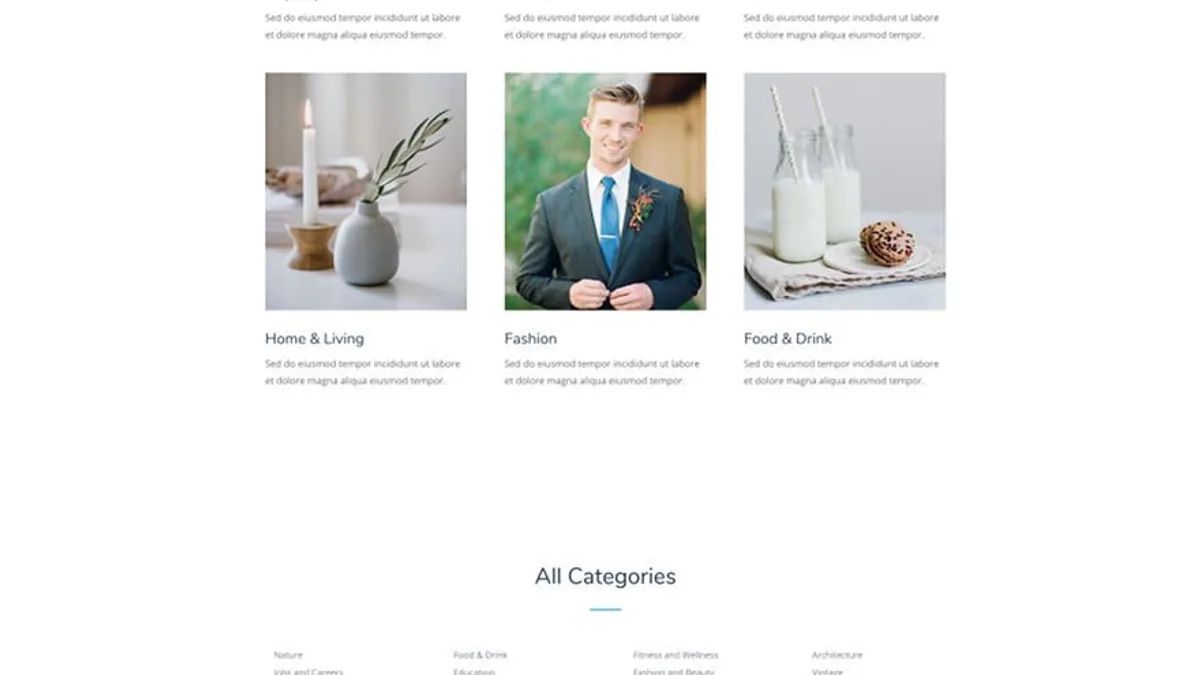 Sed do eiusmod tempor incididunt ut labore
et dolore magna aliqua eiusmod tempor.
Sed do eiusmod tempor incididunt ut labore
et dolore magna aliqua eiusmod tempor.
Sed do eiusmod tempor incididunt ut labore
et dolore magna aliqua eiusmod tempor.
Home & Living
Sed do eiusmod tempor incididunt ut labore
et dolore magna aliqua eiusmod tempor.
Fashion
Sed do eiusmod tempor incididunt ut labore
et dolore magna aliqua eiusmod tempor.
Food & Drink
Sed do eiusmod tempor incididunt ut labore
et dolore magna aliqua eiusmod tempor.
All Categories
Nature
Food & Drink
Fitness and Wellness
Architecture
Jobs and Careers
Education
Fashion and Beauty
Vintage